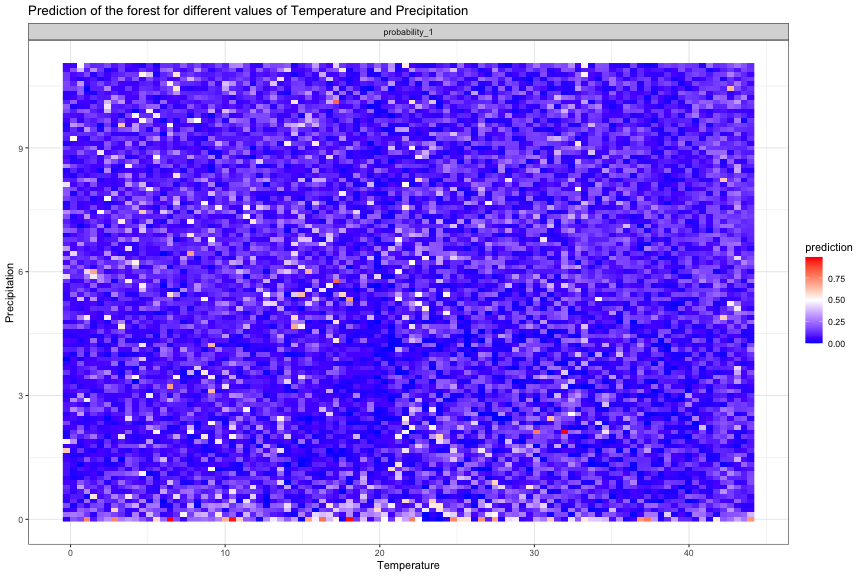 Prediction of the forest for different values of Temperature and Precipitation
probability_1
9
6
3
0
Precipitation
0 10 20 30 40
Temperature
prediction
0.75
0.50
0.25
0.00